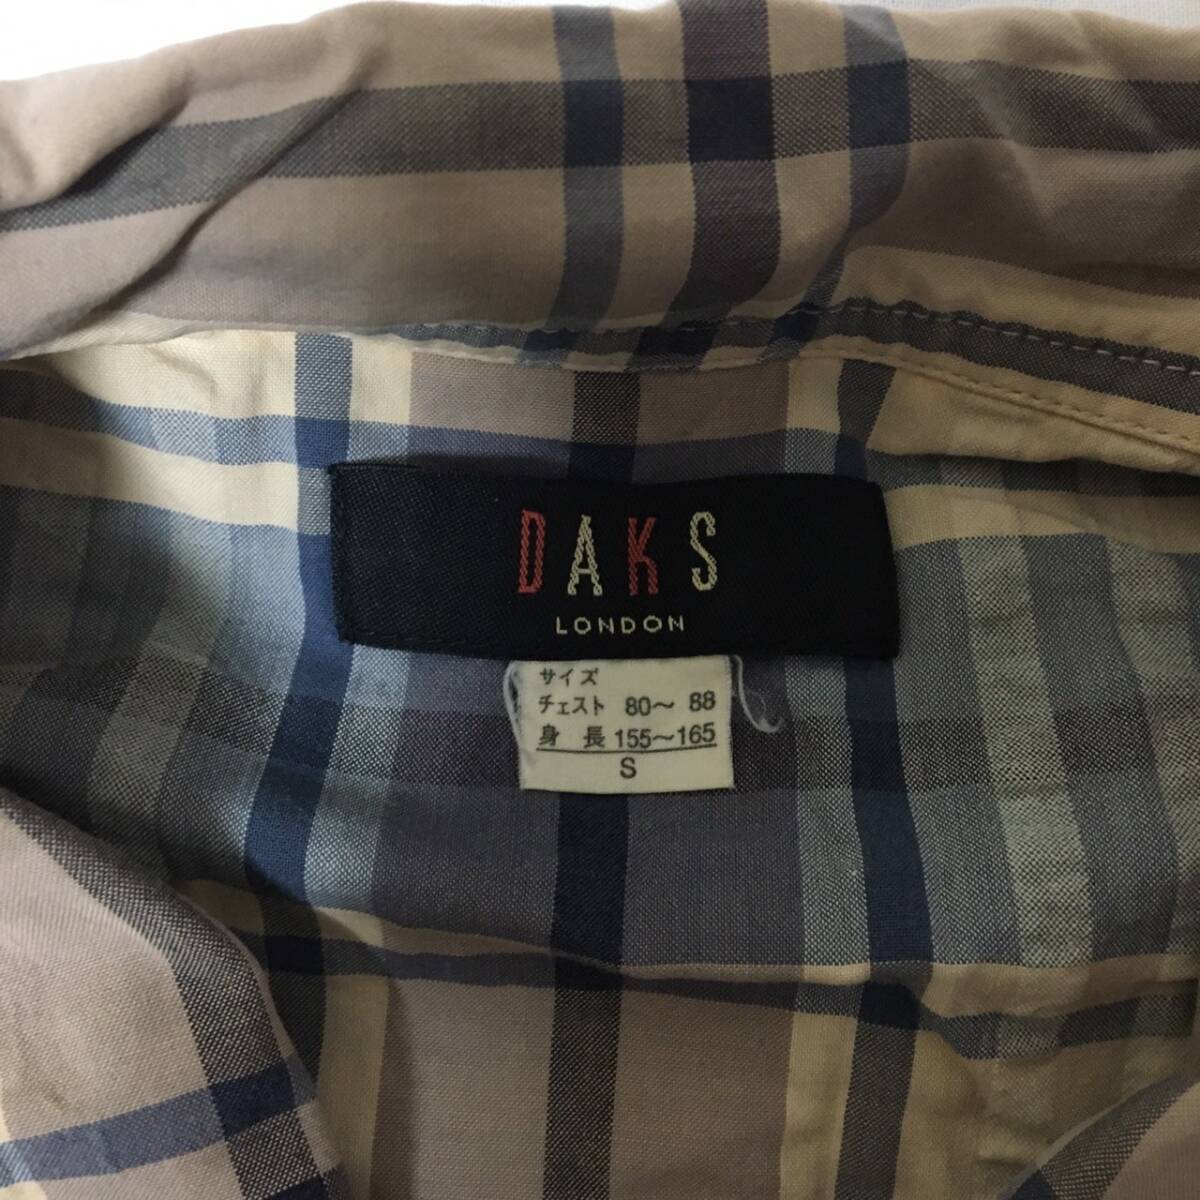 DAKS
LONDON
サイズ
チェスト 80〜 88
身 長 155〜165
S